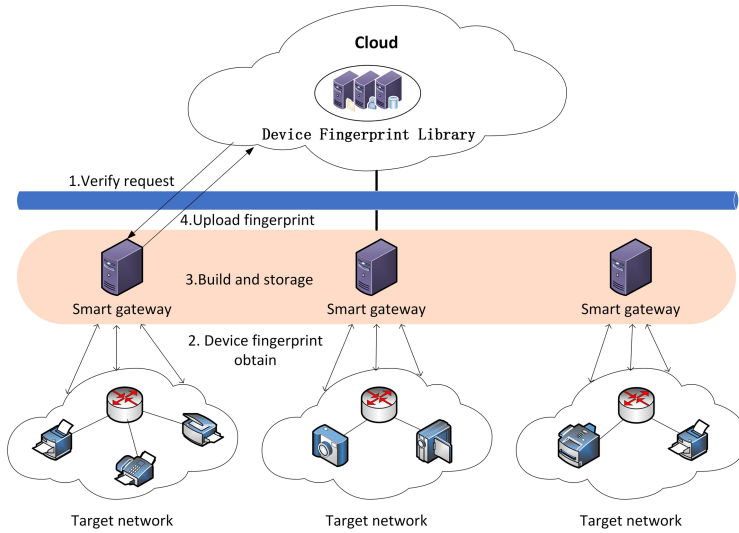 Cloud
Device Fingerprint Library
1.Verify request
4.Upload fingerprint
3.Build and storage
Smart gateway
Smart gateway
Smart gateway
2. Device fingerprint
obtain
Target network
Target network
Target network